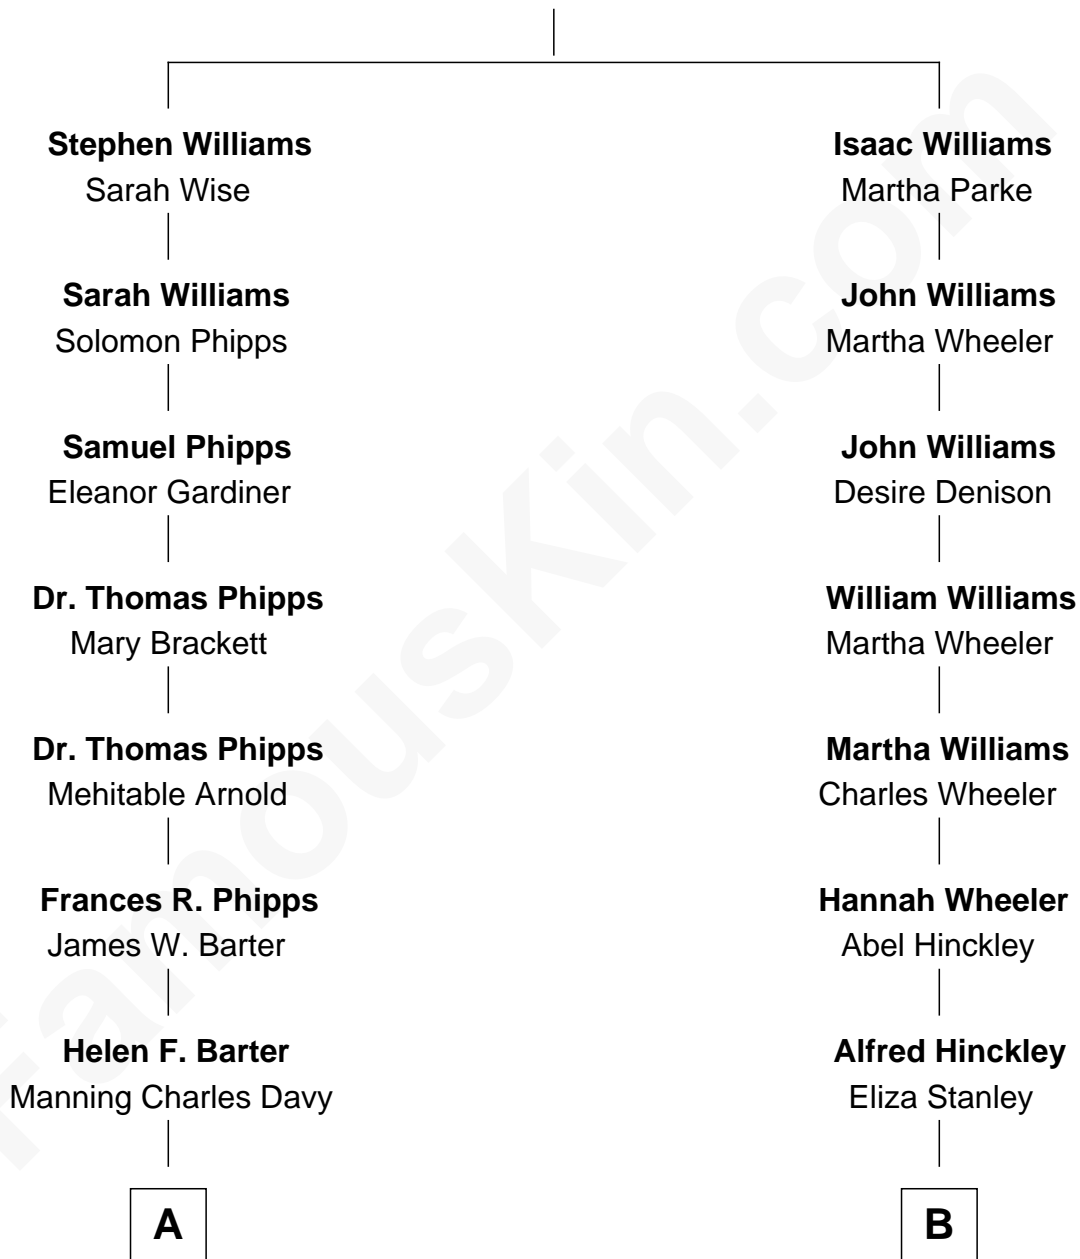 Stephen Williams
Sarah Wise
Sarah Williams
Solomon Phipps
Samuel Phipps
Eleanor Gardiner
Dr. Thomas Phipps
Mary Brackett
Dr. Thomas Phipps
Mehitable Arnold
Frances R. Phipps
James W. Barter
Helen F. Barter
Manning Charles Davy
A
Isaac Williams
Martha Parke
John Williams
Martha Wheeler
John Williams
Desire Denison
William Williams
Martha Wheeler
Martha Williams
Charles Wheeler
Hannah Wheeler
Abel Hinckley
Alfred Hinckley
Eliza Stanley
B
FamousKin.com